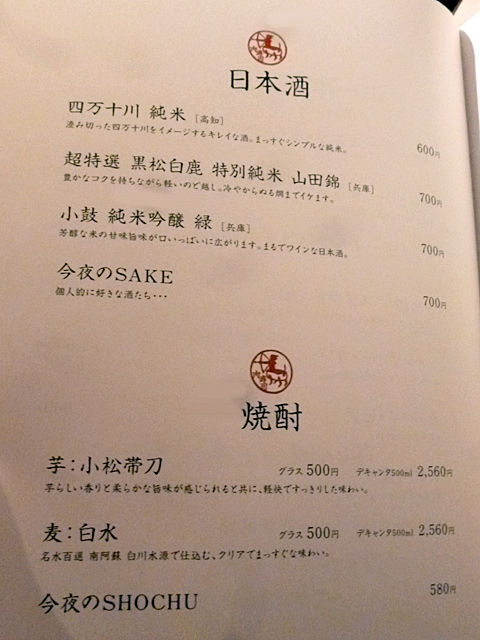 日本酒
四万十川 純米 [高知]
澄み切った四万十川をイメージするキレイな酒。まっすぐシンプルな純米。
600円
超特選 黒松白鹿 特別純米 山田錦 [兵庫]
豊かなコクを持ちながら軽いのど越し。冷やからぬる燗までイケます。
700円
小鼓 純米吟醸 緑 [兵庫]
芳醇な米の甘味旨味が口いっぱいに広がります。まるでワインな日本酒。
700円
今夜のSAKE
個人的に好きな酒たち・・・
700円
焼酎
芋：小松帯刀 グラス 500円 デキャンタ500ml 2,560円
芋らしい香りと柔らかな旨味が感じられると共に、軽快ですっきりした味わい。
麦：白水 グラス 500円 デキャンタ500ml 2,560円
名水百選 南阿蘇 白川水源で仕込む、クリアでまっすぐな味わい。
今夜のSHOCHU 580円